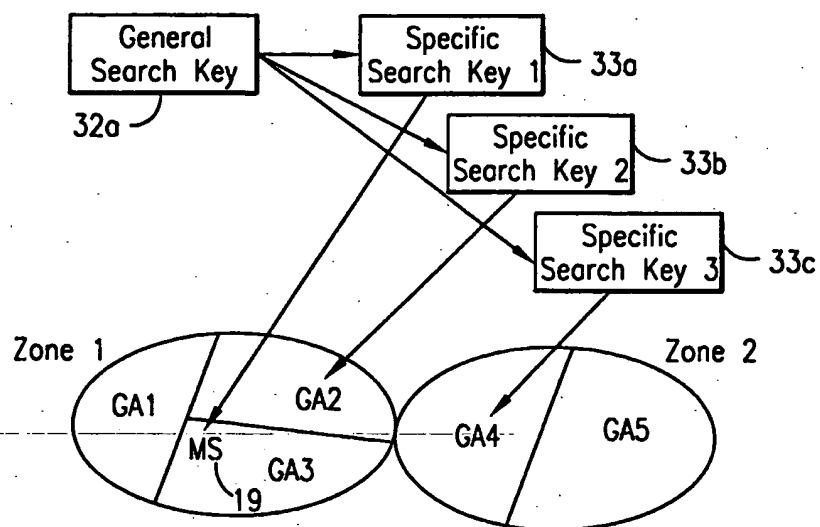 General
Search Key
32a
Specific
Search Key 1
33a
Specific
Search Key 2
33b
Specific
Search Key 3
33c
Zone 1
Zone 2
GA1
GA2
MS
19
GA3
GA4
GA5